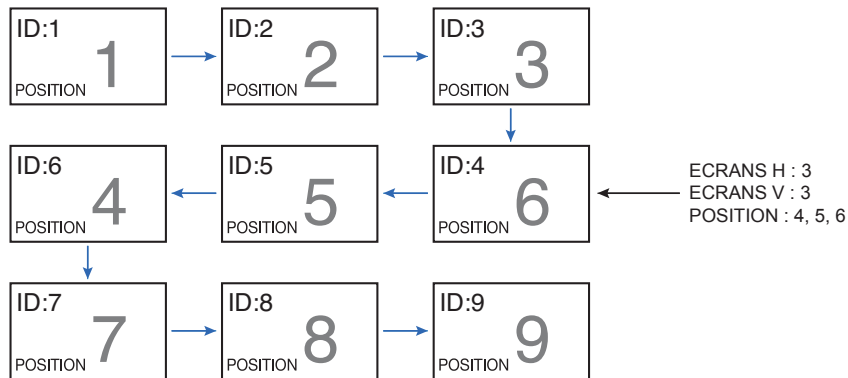 ID:1
POSITION 1
ID:2
POSITION 2
ID:3
POSITION 3
ID:6
POSITION 4
ID:5
POSITION 5
ID:4
POSITION 6
ECRANS H : 3
ECRANS V : 3
POSITION : 4, 5, 6
ID:7
POSITION 7
ID:8
POSITION 8
ID:9
POSITION 9